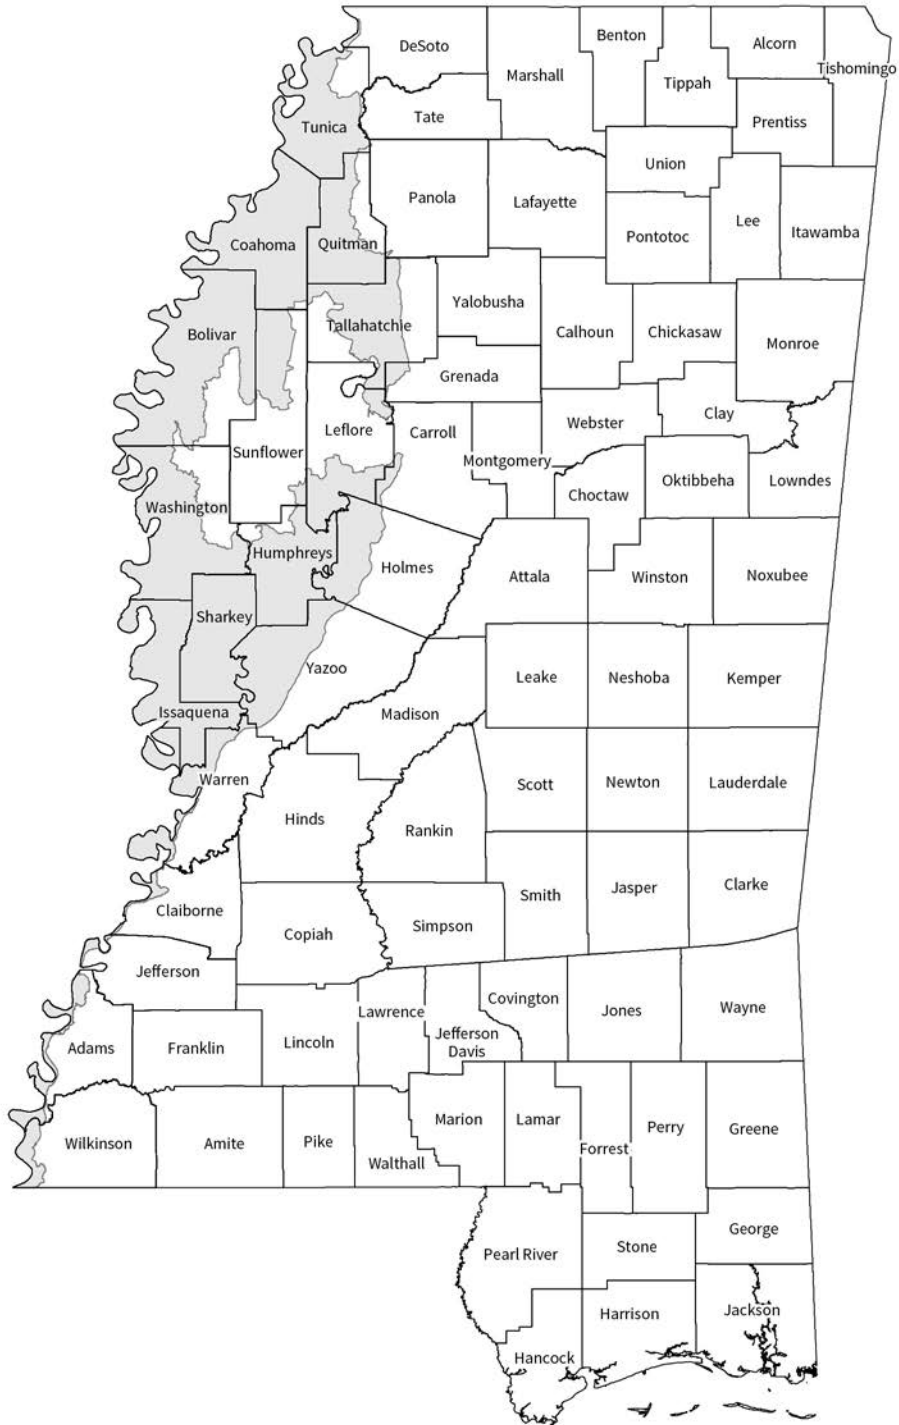 Benton
DeSoto
Alcorn
Tishomingo
Marshall
Tippah
Tate
Prentiss
Tunica
Union
Panola
Lafayette
Lee
Itawamba
Pontotoc
Coahoma
Quitman
Yalobusha
Tallahatchie
Calhoun
Chickasaw
Bolivar
Monroe
Grenada
Clay
Webster
Leflore
Carroll
Sunflower
Montgomery
Oktibbeha
Lowndes
Choctaw
Washington
Humphreys
Holmes
Attala
Winston
Noxubee
Sharkey
Yazoo
Leake
Neshoba
Kemper
Issaquena
Madison
Warren
Scott
Newton
Lauderdale
Hinds
Rankin
Clarke
Jasper
Smith
Claiborne
Simpson
Copiah
Jefferson
Covington
Wayne
Lawrence
Jones
Jefferson
Davis
Lincoln
Adams
Franklin
Marion
Lamar
Perry
Greene
Wilkinson
Amite
Pike
Forrest
Walthall
George
Stone
Pearl River
Jackson
Harrison
Hancock